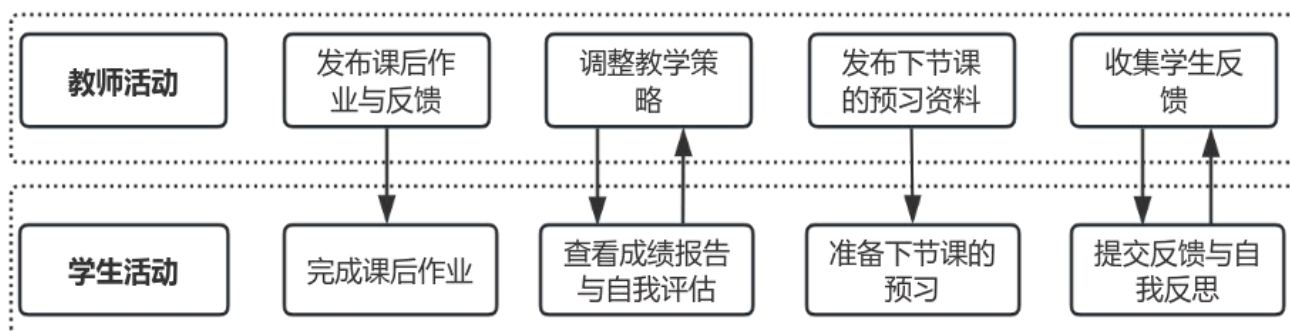 教师活动
发布课后作
业与反馈
调整教学策
略
发布下节课
的预习资料
收集学生反
馈
学生活动
完成课后作业
查看成绩报告
与自我评估
准备下节课的
预习
提交反馈与自
我反思